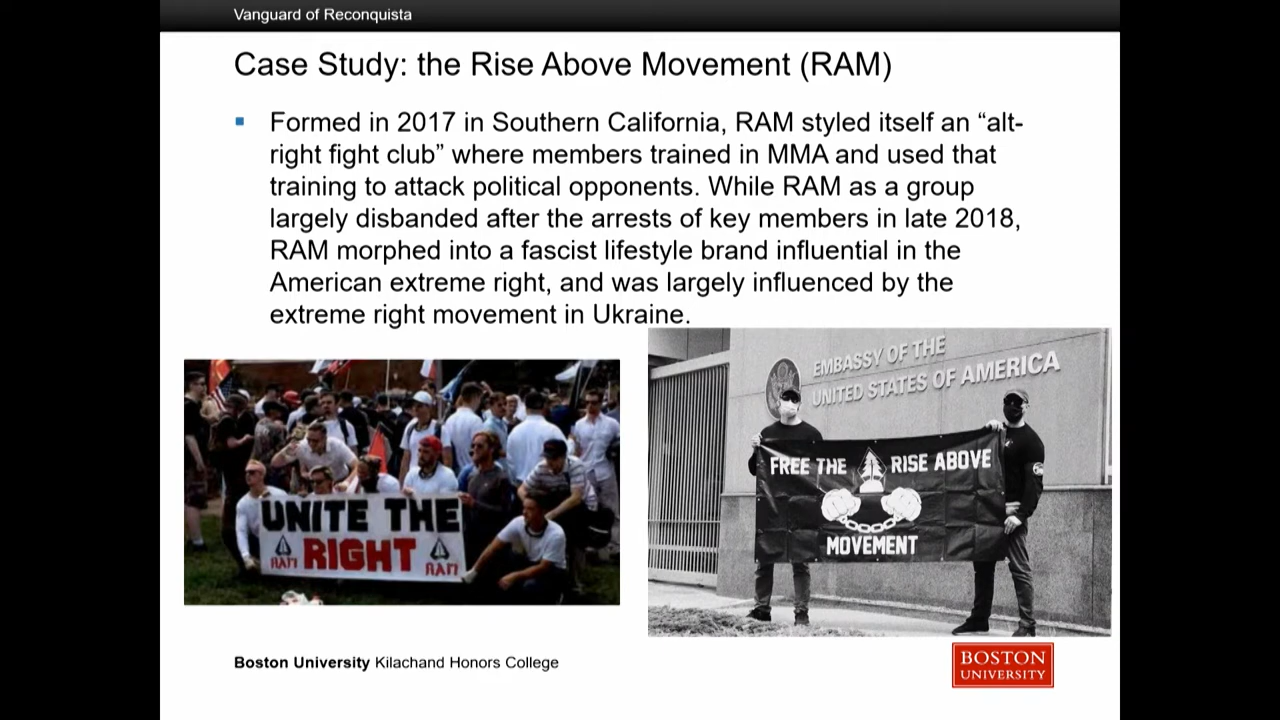 Vanguard of Reconquista
Case Study: the Rise Above Movement (RAM)
Formed in 2017 in Southern California, RAM styled itself an “alt-
right fight club” where members trained in MMA and used that
training to attack political opponents. While RAM as a group
largely disbanded after the arrests of key members in late 2018,
RAM morphed into a fascist lifestyle brand influential in the
American extreme right, and was largely influenced by the
extreme right movement in Ukraine.
UNITE THE
RIGHT
RAM
RAM
EMBASSY OF THE
UNITED STATES OF AMERICA
FREE THE RISE ABOVE
MOVEMENT
Boston University Kilachand Honors College
BOSTON
UNIVERSITY